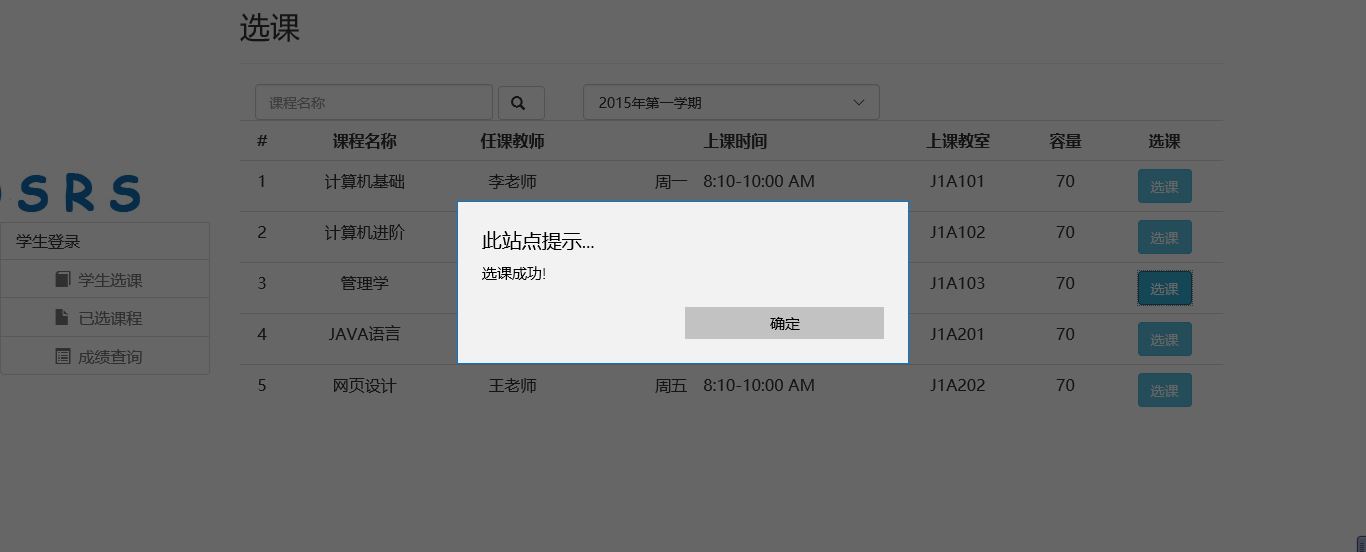 选课
课程名称
2015年第一学期
# 课程名称 任课教师 上课时间 上课教室 容量 选课
1 计算机基础 李老师 周一 8:10-10:00 AM J1A101 70 选课
SRS
2 计算机进阶 J1A102 70 选课
学生登录
此站点提示...
选课成功!
确定
学生选课
3 管理学 J1A103 70 选课
已选课程
4 JAVA语言 J1A201 70 选课
成绩查询
5 网页设计 王老师 周五 8:10-10:00 AM J1A202 70 选课